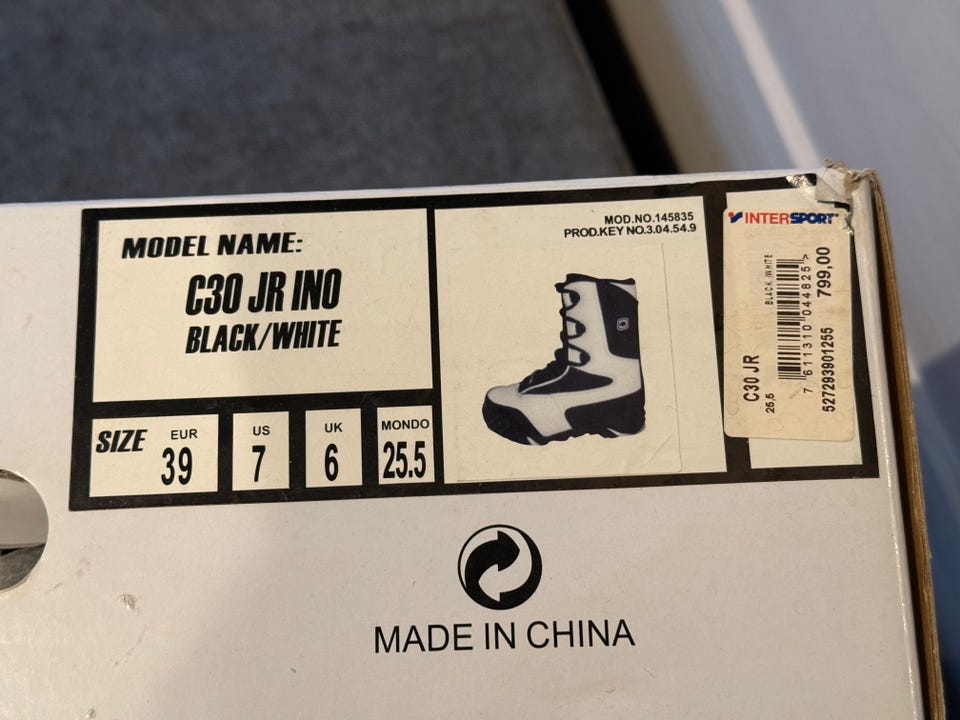 MODEL NAME:
C30 JR INO
BLACK/WHITE
SIZE
EUR
39
US
7
UK
6
MONDO
25.5
MOD.NO.145835
PROD.KEY NO.3.04.54.9
INTERSPORT
C30 JR
25,5
BLACK/WHITE
7 611310 044825 >
799,00
527293901255
MADE IN CHINA